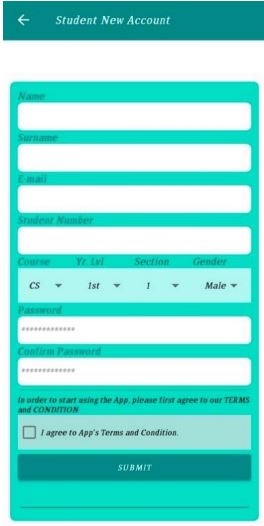 Student New Account
Name
Surname
E-mail
Student Number
Course Yr. Lvl Section Gender
CS 1st 1 Male
Password
*************
Confirm Password
*************
In order to start using the App, please first agree to our TERMS
and CONDITION
I agree to App's Terms and Condition.
SUBMIT